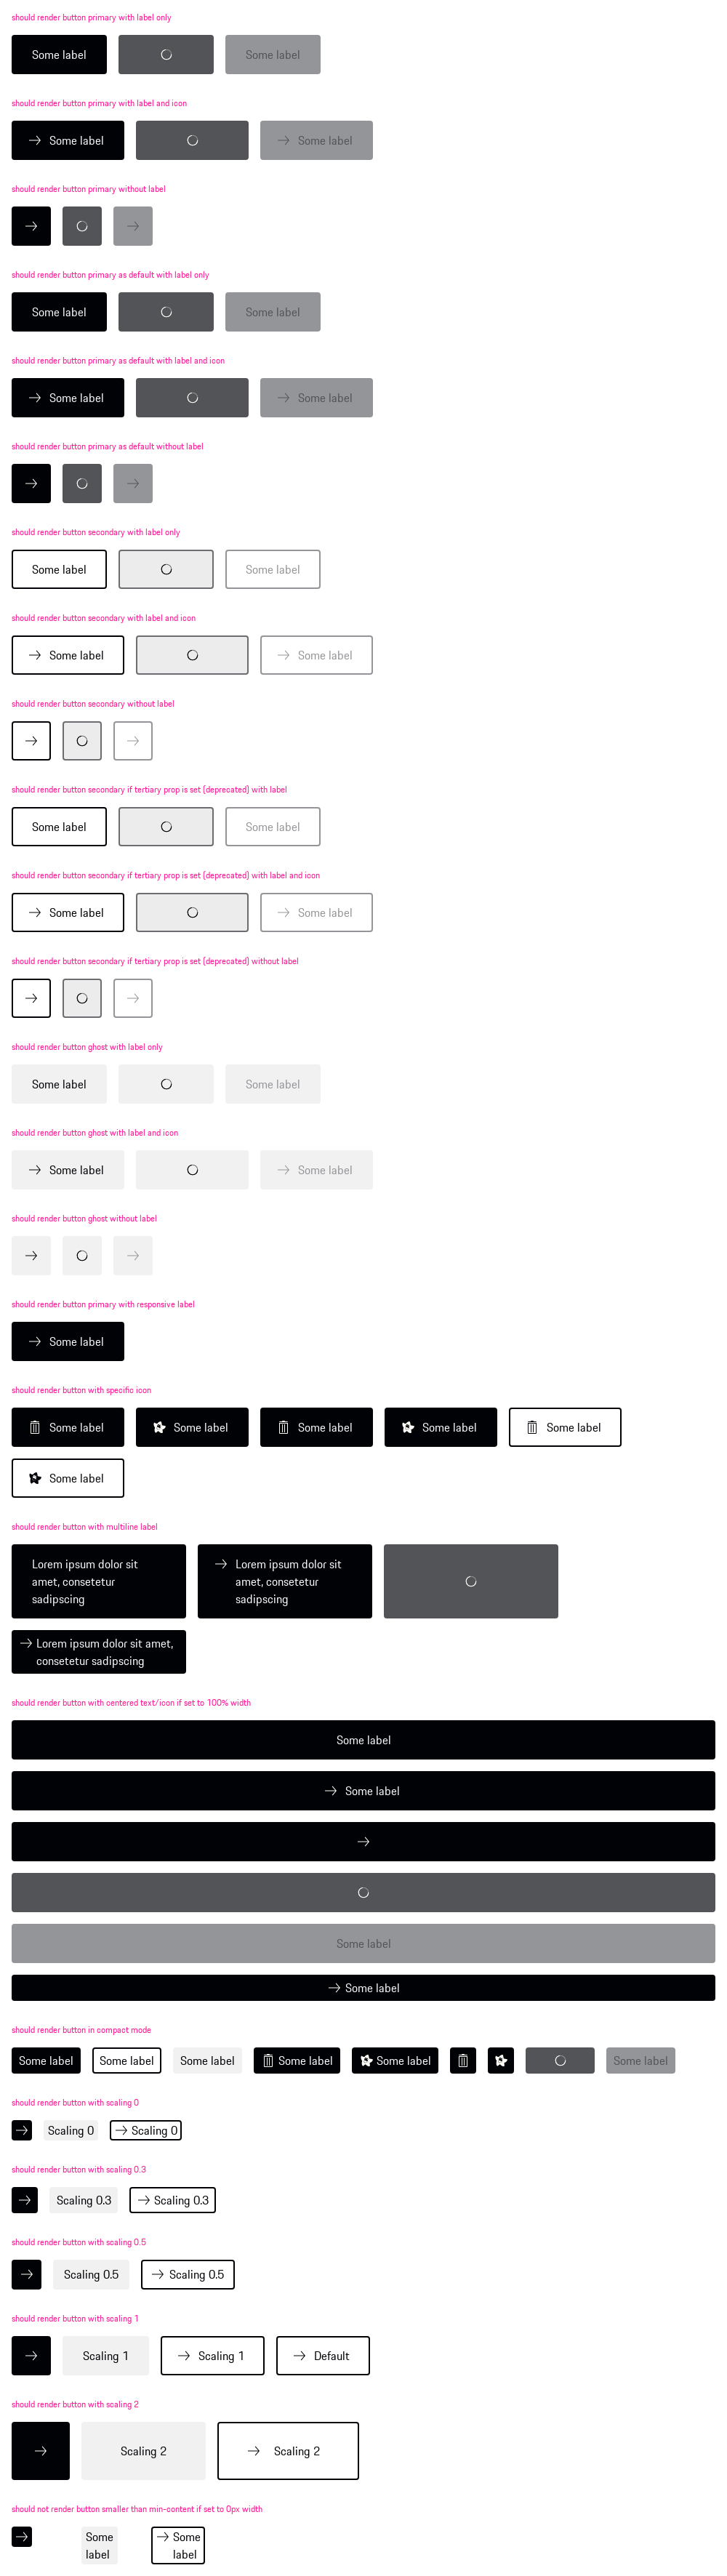 should render button primary with label only
Some label Some label
should render button primary with label and icon
Some label Some label
should render button primary without label
should render button primary as default with label only
Some label Some label
should render button primary as default with label and icon
Some label Some label
should render button primary as default without label
should render button secondary with label only
Some label Some label
should render button secondary with label and icon
Some label Some label
should render button secondary without label
should render button secondary if tertiary prop is set (deprecated) with label
Some label Some label
should render button secondary if tertiary prop is set (deprecated) with label and icon
Some label Some label
should render button secondary if tertiary prop is set (deprecated) without label
should render button ghost with label only
Some label Some label
should render button ghost with label and icon
Some label Some label
should render button ghost without label
should render button primary with responsive label
Some label
should render button with specific icon
Some label Some label Some label Some label Some label
Some label
should render button with multiline label
Lorem ipsum dolor sit
amet, consetetur
sadipscing
Lorem ipsum dolor sit
amet, consetetur
sadipscing
Lorem ipsum dolor sit amet,
consetetur sadipscing
should render button with centered text/icon if set to 100% width
Some label
Some label
Some label
Some label
should render button in compact mode
Some label Some label Some label Some label Some label Some label
should render button with scaling 0
Scaling 0 Scaling 0
should render button with scaling 0.3
Scaling 0.3 Scaling 0.3
should render button with scaling 0.5
Scaling 0.5 Scaling 0.5
should render button with scaling 1
Scaling 1 Scaling 1 Default
should render button with scaling 2
Scaling 2 Scaling 2
should not render button smaller than min-content if set to 0px width
Some
label
Some
label